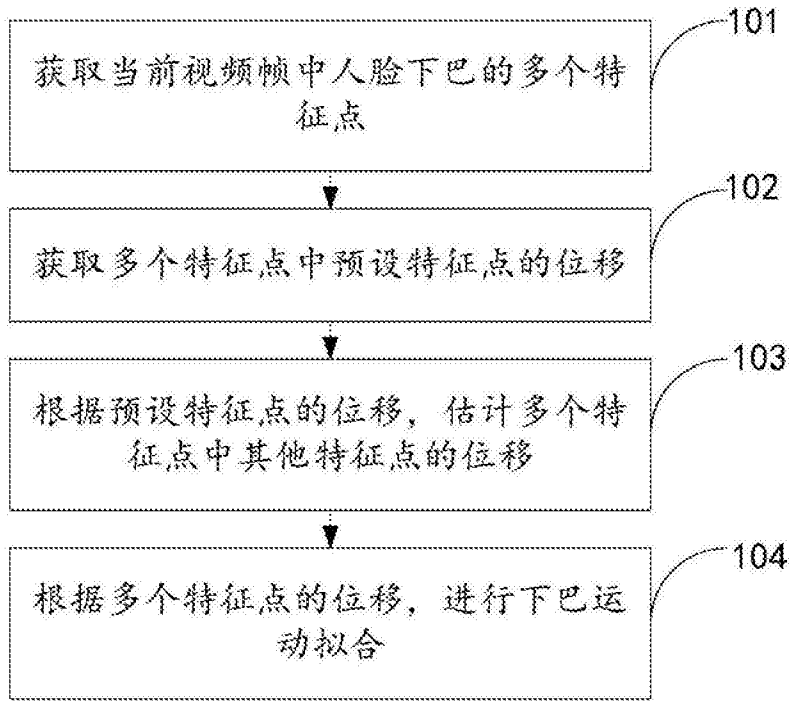 101
获取当前视频帧中人脸下巴的多个特
征点
102
获取多个特征点中预设特征点的位移
103
根据预设特征点的位移，估计多个特
征点中其他特征点的位移
104
根据多个特征点的位移，进行下巴运
动拟合